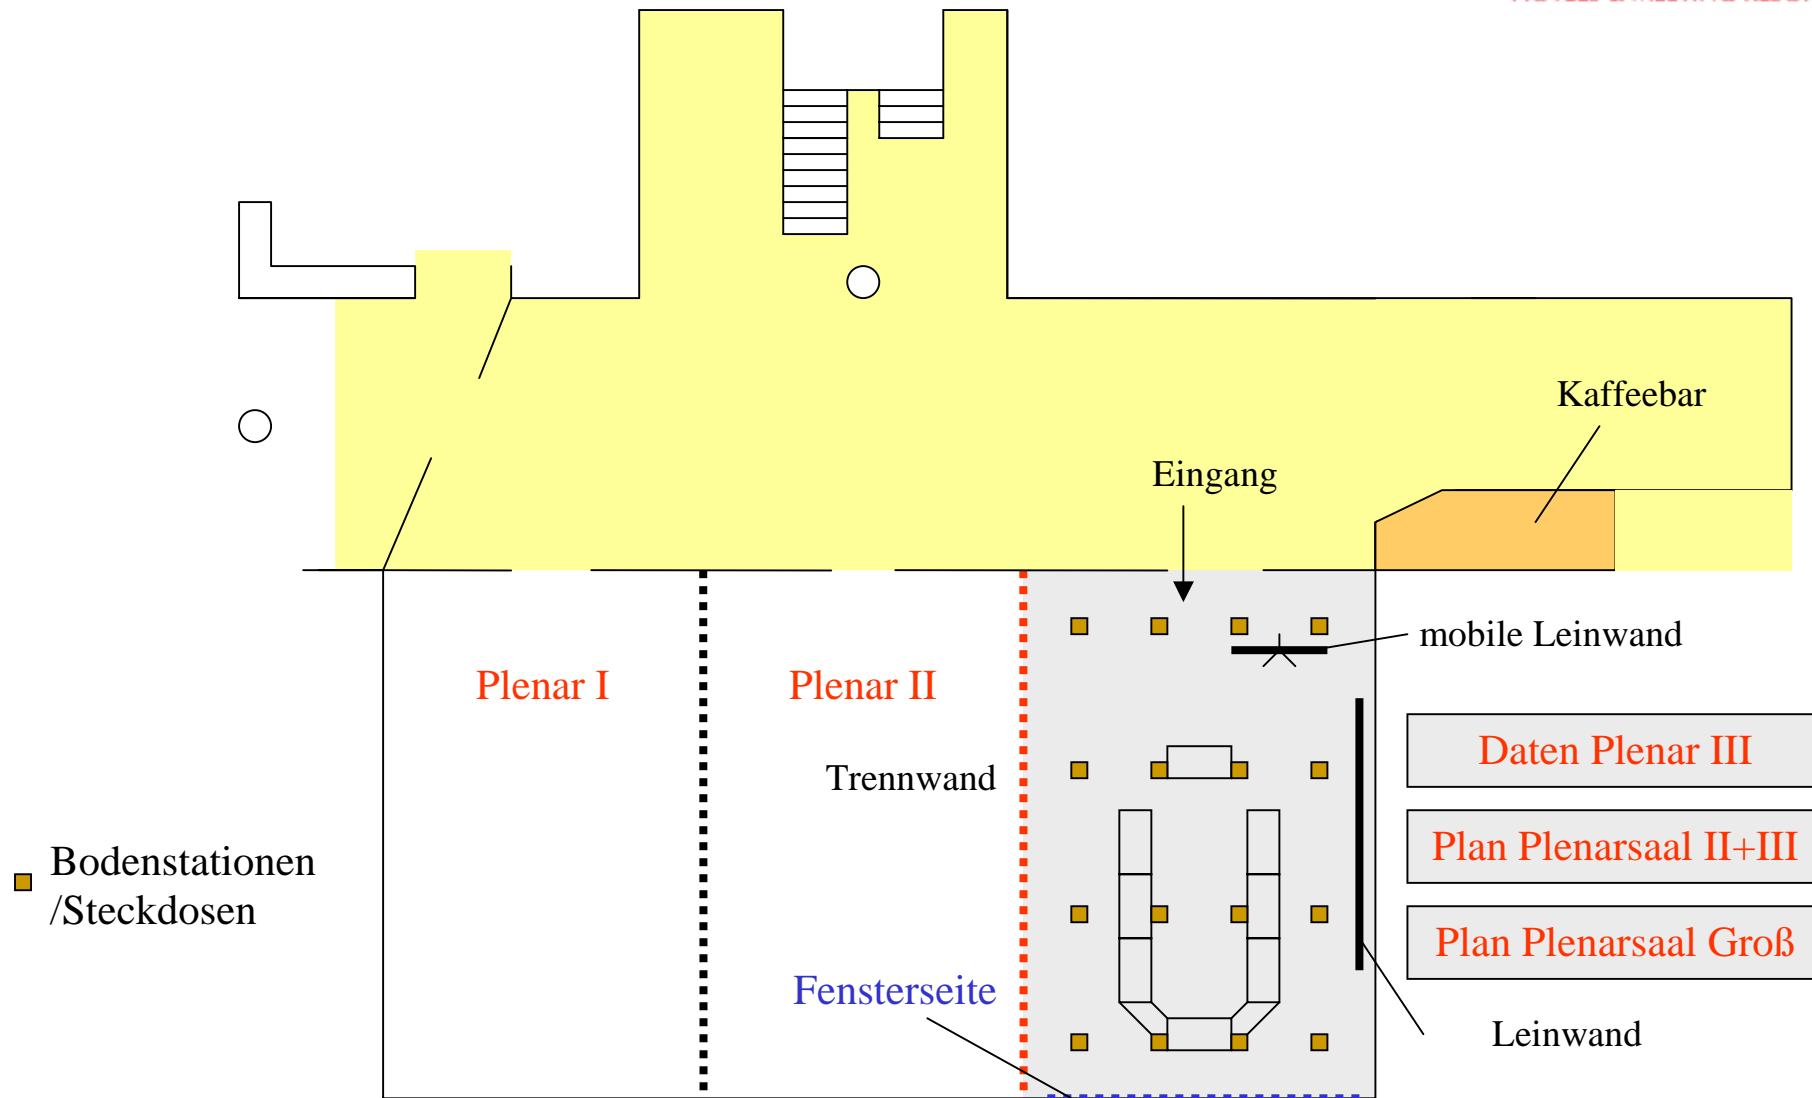 Kaffeebar
Eingang
mobile Leinwand
Plenar I
Plenar II
Daten Plenar III
Trennwand
Plan Plenarsaal II+III
Bodenstationen
/Steckdosen
Plan Plenarsaal Groß
Fensterseite
Leinwand